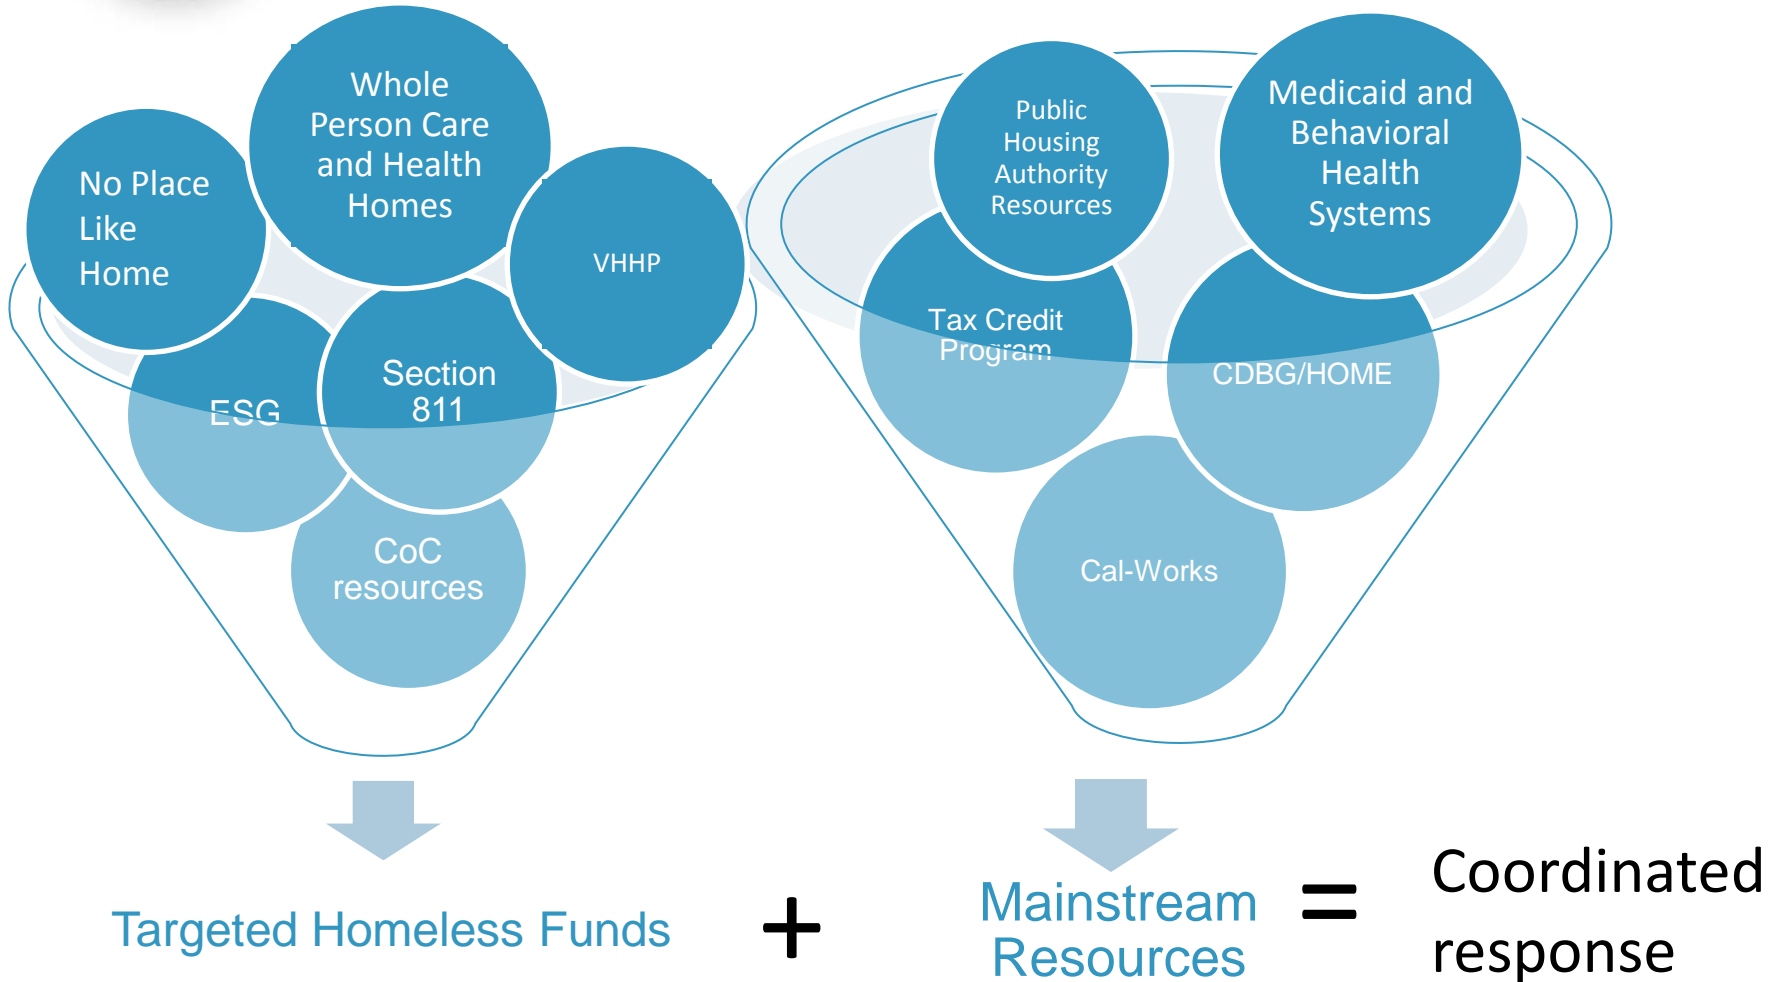 Whole
Person Care
and Health
Homes
No Place
Like
Home
VHHP
ESG
Section
811
CoC
resources
Public
Housing
Authority
Resources
Medicaid and
Behavioral
Health
Systems
Tax Credit
Program
CDBG/HOME
Cal-Works
Targeted Homeless Funds
+
Mainstream
Resources
=
Coordinated
response